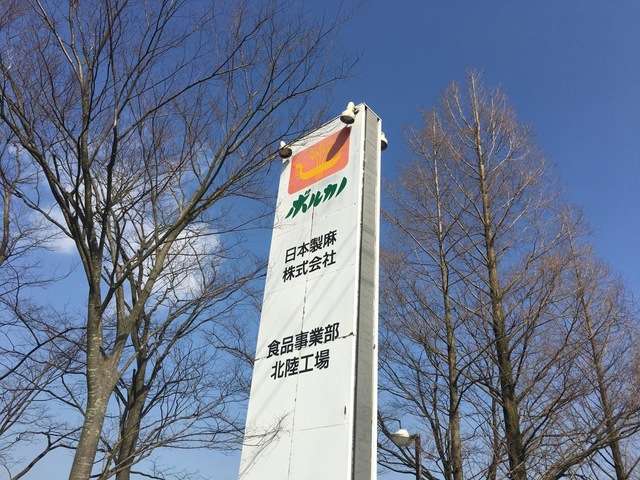 ボルカノ
日本製麻
株式会社
食品事業部
北陸工場